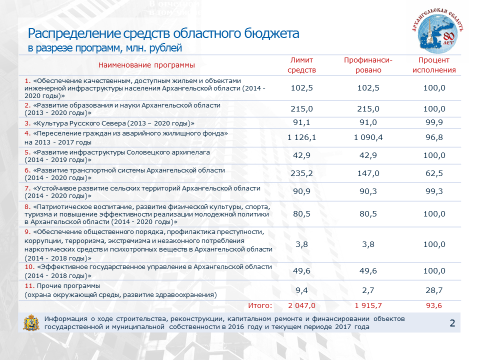 Распределение средств областного бюджета
в разрезе программ, млн. рублей
АРХАНГЕЛЬСКАЯ ОБЛАСТЬ
80 ЛЕТ
Наименование программы
Лимит средств
Профинанси-ровано
Процент исполнения
1. «Обеспечение качественным, доступным жильем и объектами
инженерной инфраструктуры населения Архангельской области (2014 -
2020 годы)»
102,5 102,5 100,0
2. «Развитие образования и науки Архангельской области
(2013 - 2020 годы)»
215,0 215,0 100,0
3. «Культура Русского Севера (2013 – 2020 годы)»
91,1 91,0 99,9
4. «Переселение граждан из аварийного жилищного фонда»
на 2013 - 2017 годы
1 126,1 1 090,4 96,8
5. «Развитие инфраструктуры Соловецкого архипелага
(2014 - 2019 годы)»
42,9 42,9 100,0
6. «Развитие транспортной системы Архангельской области
(2014 - 2020 годы)»
235,2 147,0 62,5
7. «Устойчивое развитие сельских территорий Архангельской области
(2014 - 2020 годы)»
90,9 90,3 99,3
8. «Патриотическое воспитание, развитие физической культуры, спорта,
туризма и повышение эффективности реализации молодежной политики
в Архангельской области (2014 - 2020 годы)»
80,5 80,5 100,0
9. «Обеспечение общественного порядка, профилактика преступности,
коррупции, терроризма, экстремизма и незаконного потребления
наркотических средств и психотропных веществ в Архангельской области
(2014 - 2018 годы)»
3,8 3,8 100,0
10. «Эффективное государственное управление в Архангельской области
(2014 - 2018 годы)»
49,6 49,6 100,0
11. Прочие программы
(охрана окружающей среды, развитие здравоохранения)
9,4 2,7 28,7
Итого: 2 047,0 1 915,7 93,6
Информация о ходе строительства, реконструкции, капитальном ремонте и финансировании объектов
государственной и муниципальной собственности в 2016 году и текущем периоде 2017 года
2